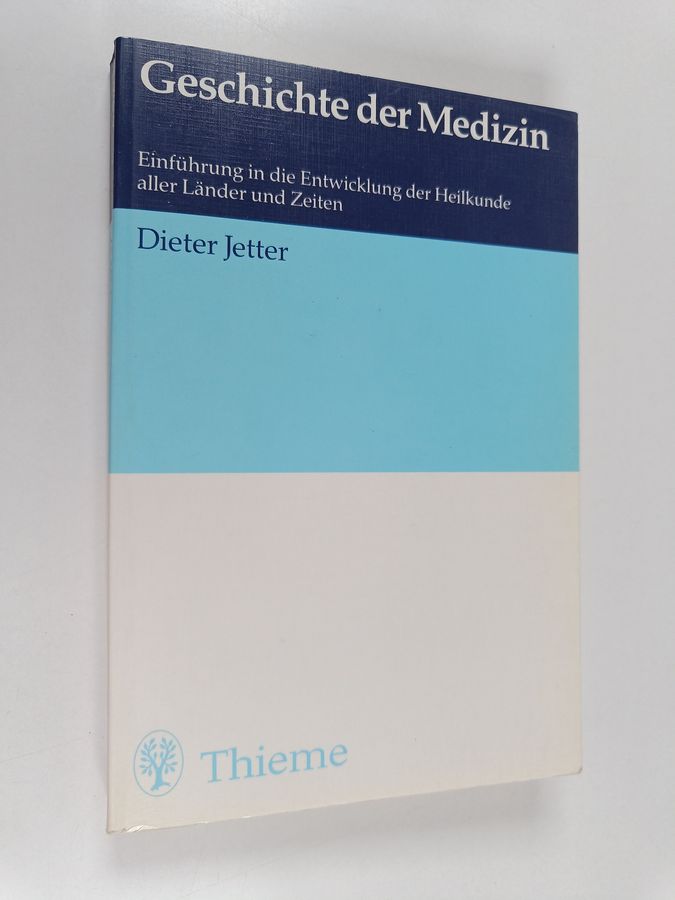 Geschichte der Medizin
Einführung in die Entwicklung der Heilkunde
aller Länder und Zeiten
Dieter Jetter
Thieme